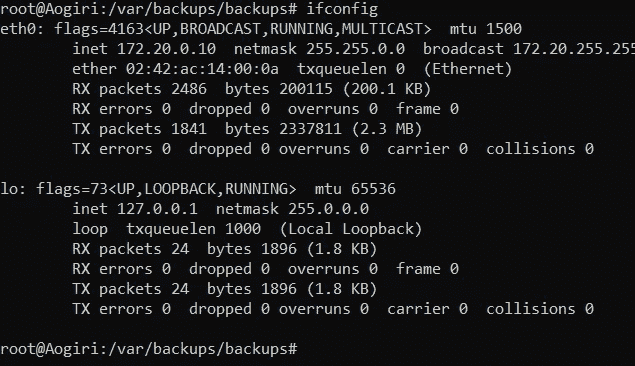 root@Aogiri:/var/backups/backups# ifconfig
eth0: flags=4163<UP,BROADCAST,RUNNING,MULTICAST>  mtu 1500
        inet 172.20.0.10  netmask 255.255.0.0  broadcast 172.20.255.255
        ether 02:42:ac:14:00:0a  txqueuelen 0  (Ethernet)
        RX packets 2486  bytes 200115 (200.1 KB)
        RX errors 0  dropped 0  overruns 0  frame 0
        TX packets 1841  bytes 2337811 (2.3 MB)
        TX errors 0  dropped 0 overruns 0  carrier 0  collisions 0
lo: flags=73<UP,LOOPBACK,RUNNING>  mtu 65536
        inet 127.0.0.1  netmask 255.0.0.0
        loop  txqueuelen 1000  (Local Loopback)
        RX packets 24  bytes 1896 (1.8 KB)
        RX errors 0  dropped 0  overruns 0  frame 0
        TX packets 24  bytes 1896 (1.8 KB)
        TX errors 0  dropped 0 overruns 0  carrier 0  collisions 0
root@Aogiri:/var/backups/backups#